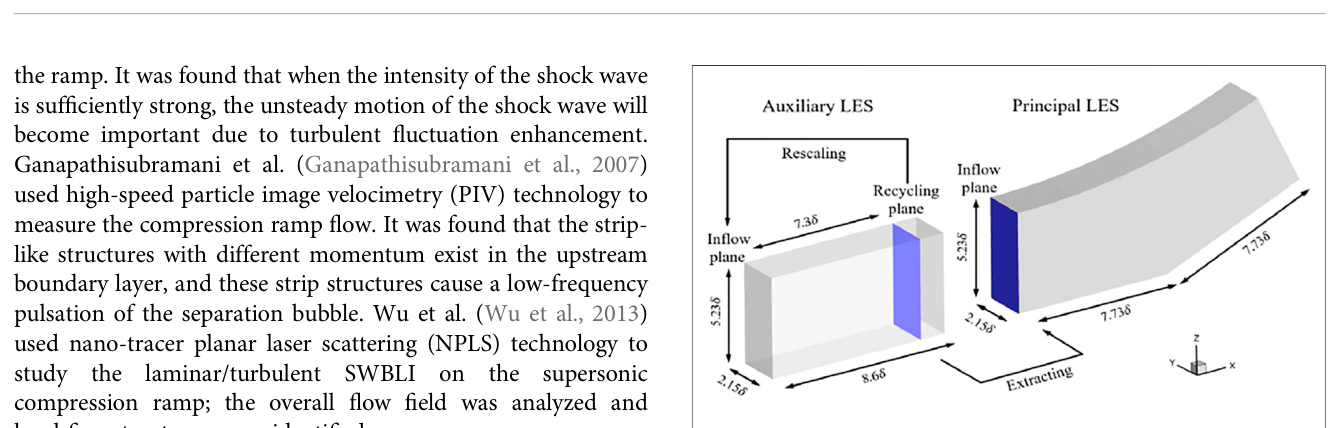 the ramp. It was found that when the intensity of the shock wave
is sufficiently strong, the unsteady motion of the shock wave will
become important due to turbulent fluctuation enhancement.
Ganapathisubramani et al. (Ganapathisubramani et al., 2007)
used high-speed particle image velocimetry (PIV) technology to
measure the compression ramp flow. It was found that the strip-
like structures with different momentum exist in the upstream
boundary layer, and these strip structures cause a low-frequency
pulsation of the separation bubble. Wu et al. (Wu et al., 2013)
used nano-tracer planar laser scattering (NPLS) technology to
study the laminar/turbulent SWBLI on the supersonic
compression ramp; the overall flow field was analyzed and
Auxiliary LES
Rescaling
Recycling
plane
7.3δ
Inflow
plane
5.23δ
2.15δ
8.6δ
Principal LES
Inflow
plane
5.23δ
2.15δ
7.73δ
7.73δ
Extracting
Z
Y
X